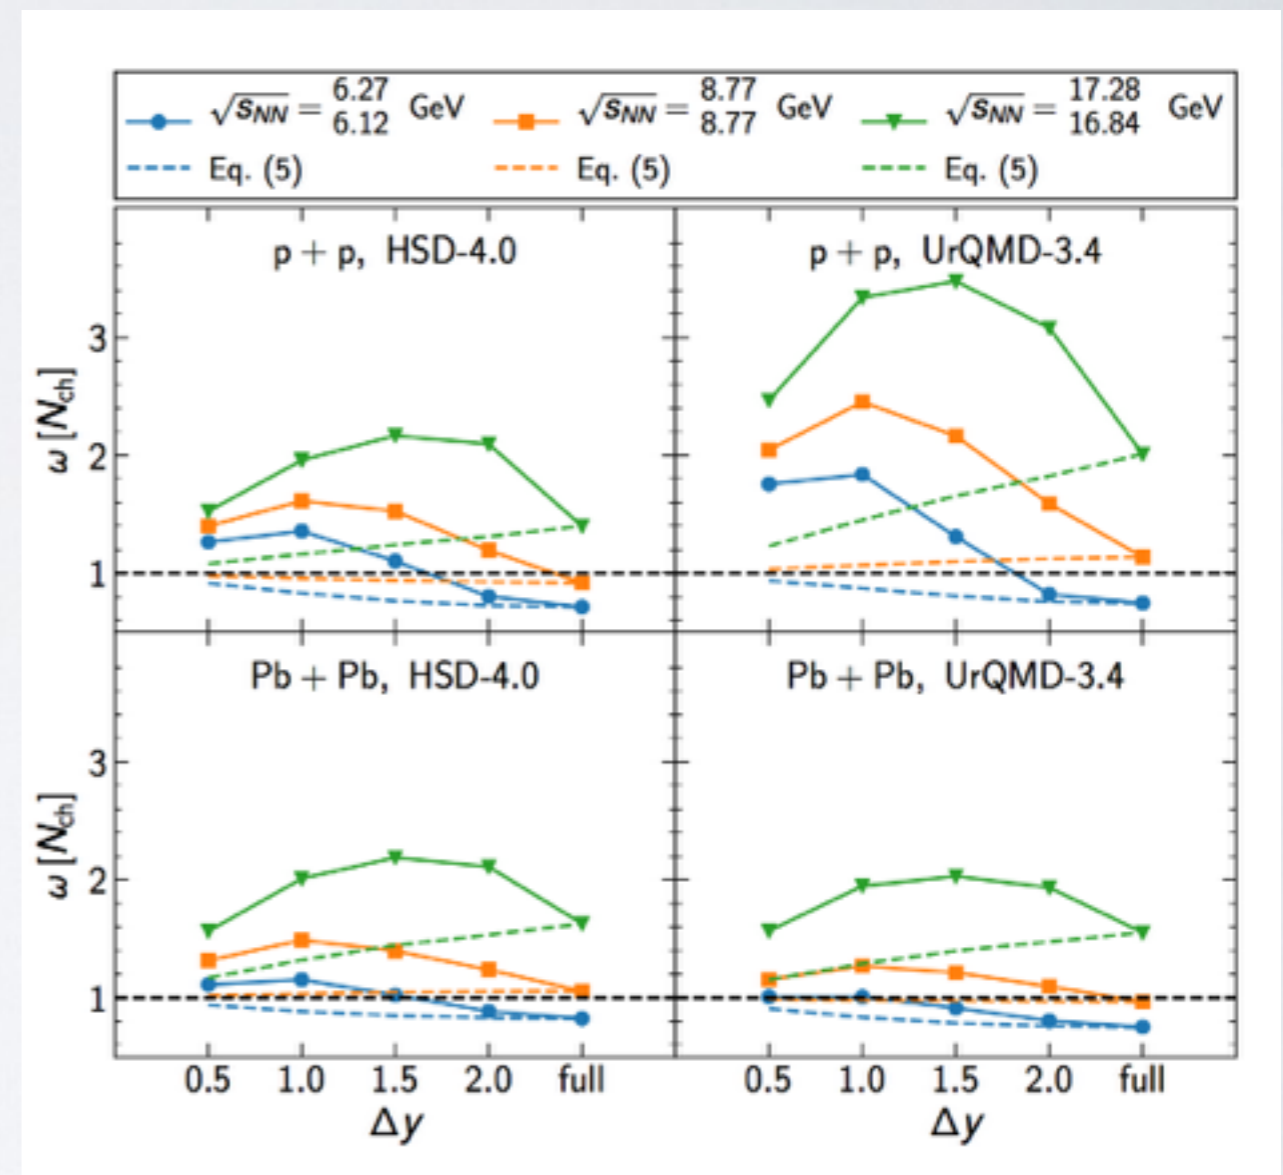 √sNN = 6.27 6.12 GeV √sNN = 8.77 8.77 GeV √sNN = 17.28 16.84 GeV
Eq. (5) Eq. (5) Eq. (5)
p + p, HSD-4.0 p + p, UrQMD-3.4
3
ω [Nch]
2
1
Pb + Pb, HSD-4.0 Pb + Pb, UrQMD-3.4
3
ω [Nch]
2
1
0.5 1.0 1.5 2.0 full 0.5 1.0 1.5 2.0 full
Δy Δy